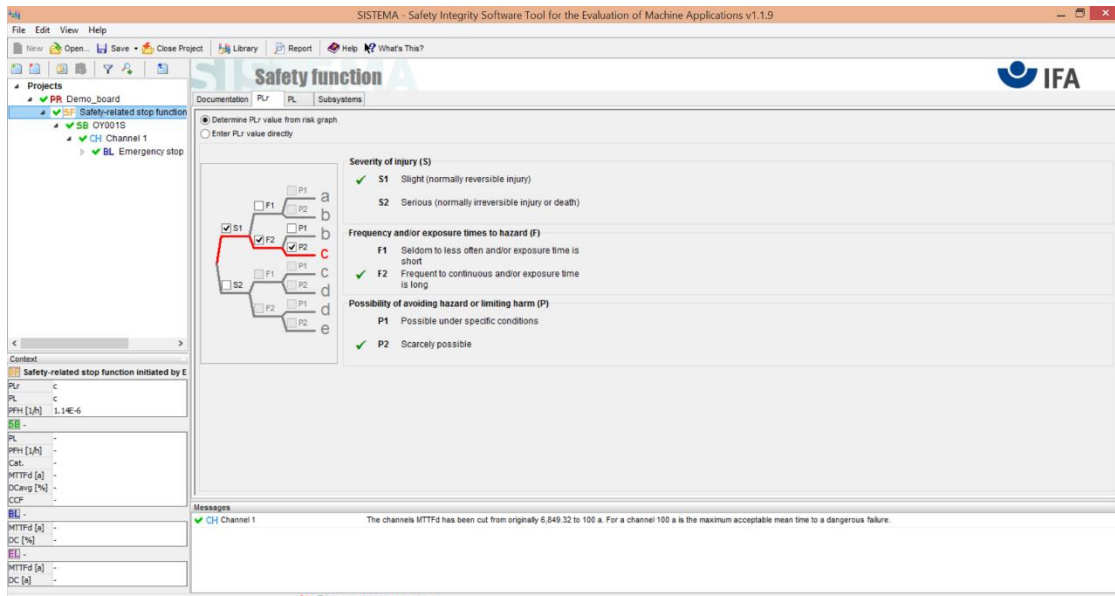 SISTEMA - Safety Integrity Software Tool for the Evaluation of Machine Applications v1.1.9
File Edit View Help
New Open... Save Close Project Library Report Help What's This?
SISTEMA
Safety function
IFA
Projects
PR Demo_board
SF Safety-related stop function
SB OY001S
CH Channel 1
BL Emergency stop
Documentation PLr PL Subsystems
Determine PLr value from risk graph
Enter PLr value directly
S1 F1 P1 a
P2 b
F2 P1 b
P2 c
S2 F1 P1 c
P2 d
F2 P1 d
P2 e
Severity of injury (S)
S1 Slight (normally reversible injury)
S2 Serious (normally irreversible injury or death)
Frequency and/or exposure times to hazard (F)
F1 Seldom to less often and/or exposure time is
short
F2 Frequent to continuous and/or exposure time
is long
Possibility of avoiding hazard or limiting harm (P)
P1 Possible under specific conditions
P2 Scarcely possible
Context
SF Safety-related stop function initiated by E
PLr c
PL c
PFH [1/h] 1.14E-6
SB -
PL -
PFH [1/h] -
Cat. -
MTTFd [a] -
DCavg [%] -
CCF -
BL -
MTTFd [a] -
DC [%] -
EL -
MTTFd [a] -
DC [a] -
Messages
CH Channel 1 The channels MTTFd has been cut from originally 6,849.32 to 100 a. For a channel 100 a is the maximum acceptable mean time to a dangerous failure.